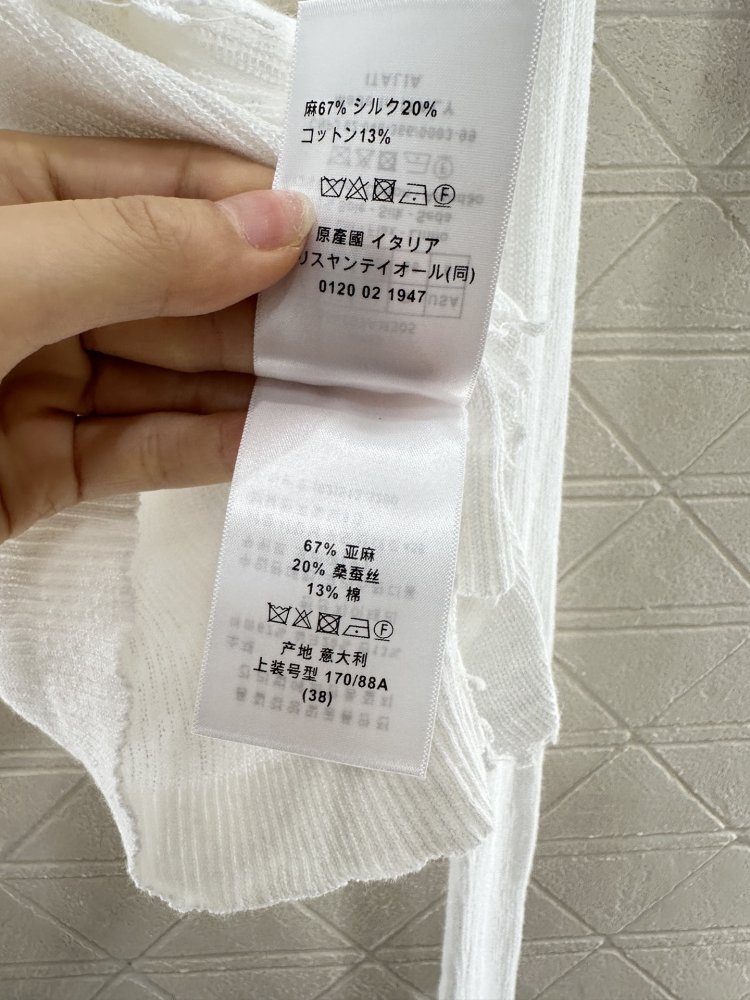 麻67% シルク20%
コットン13%
原產國 イタリア
リスヤンテイオール(同)
0120 02 1947
67% 亚麻
20% 桑蚕丝
13% 棉
产地 意大利
上装号型 170/88A
(38)